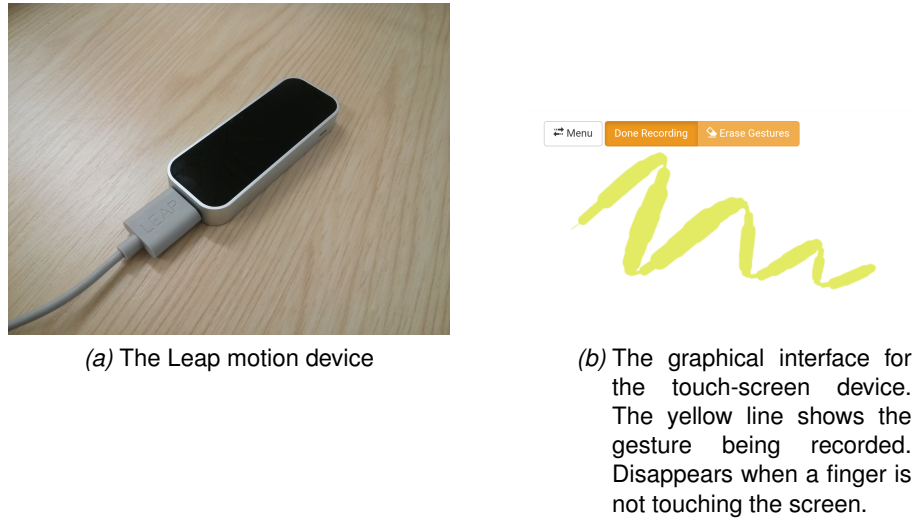 LEAP
(a) The Leap motion device
Menu
Done Recording
Erase Gestures
(b) The graphical interface for
the touch-screen device.
The yellow line shows the
gesture being recorded.
Disappears when a finger is
not touching the screen.